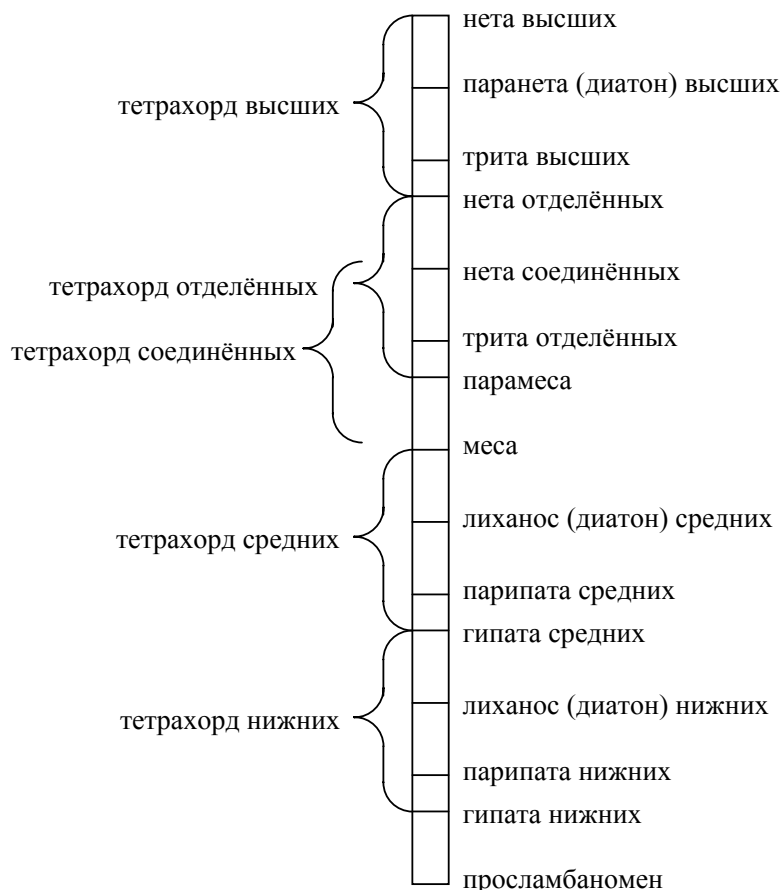 нета высших
паранета (диатон) высших
тетрахорд высших
трита высших
нета отделённых
нета соединённых
тетрахорд отделённых
трита отделённых
тетрахорд соединённых
парамеса
меса
лиханос (диатон) средних
тетрахорд средних
парипата средних
гипата средних
лиханос (диатон) нижних
тетрахорд нижних
парипата нижних
гипата нижних
просламбаномен